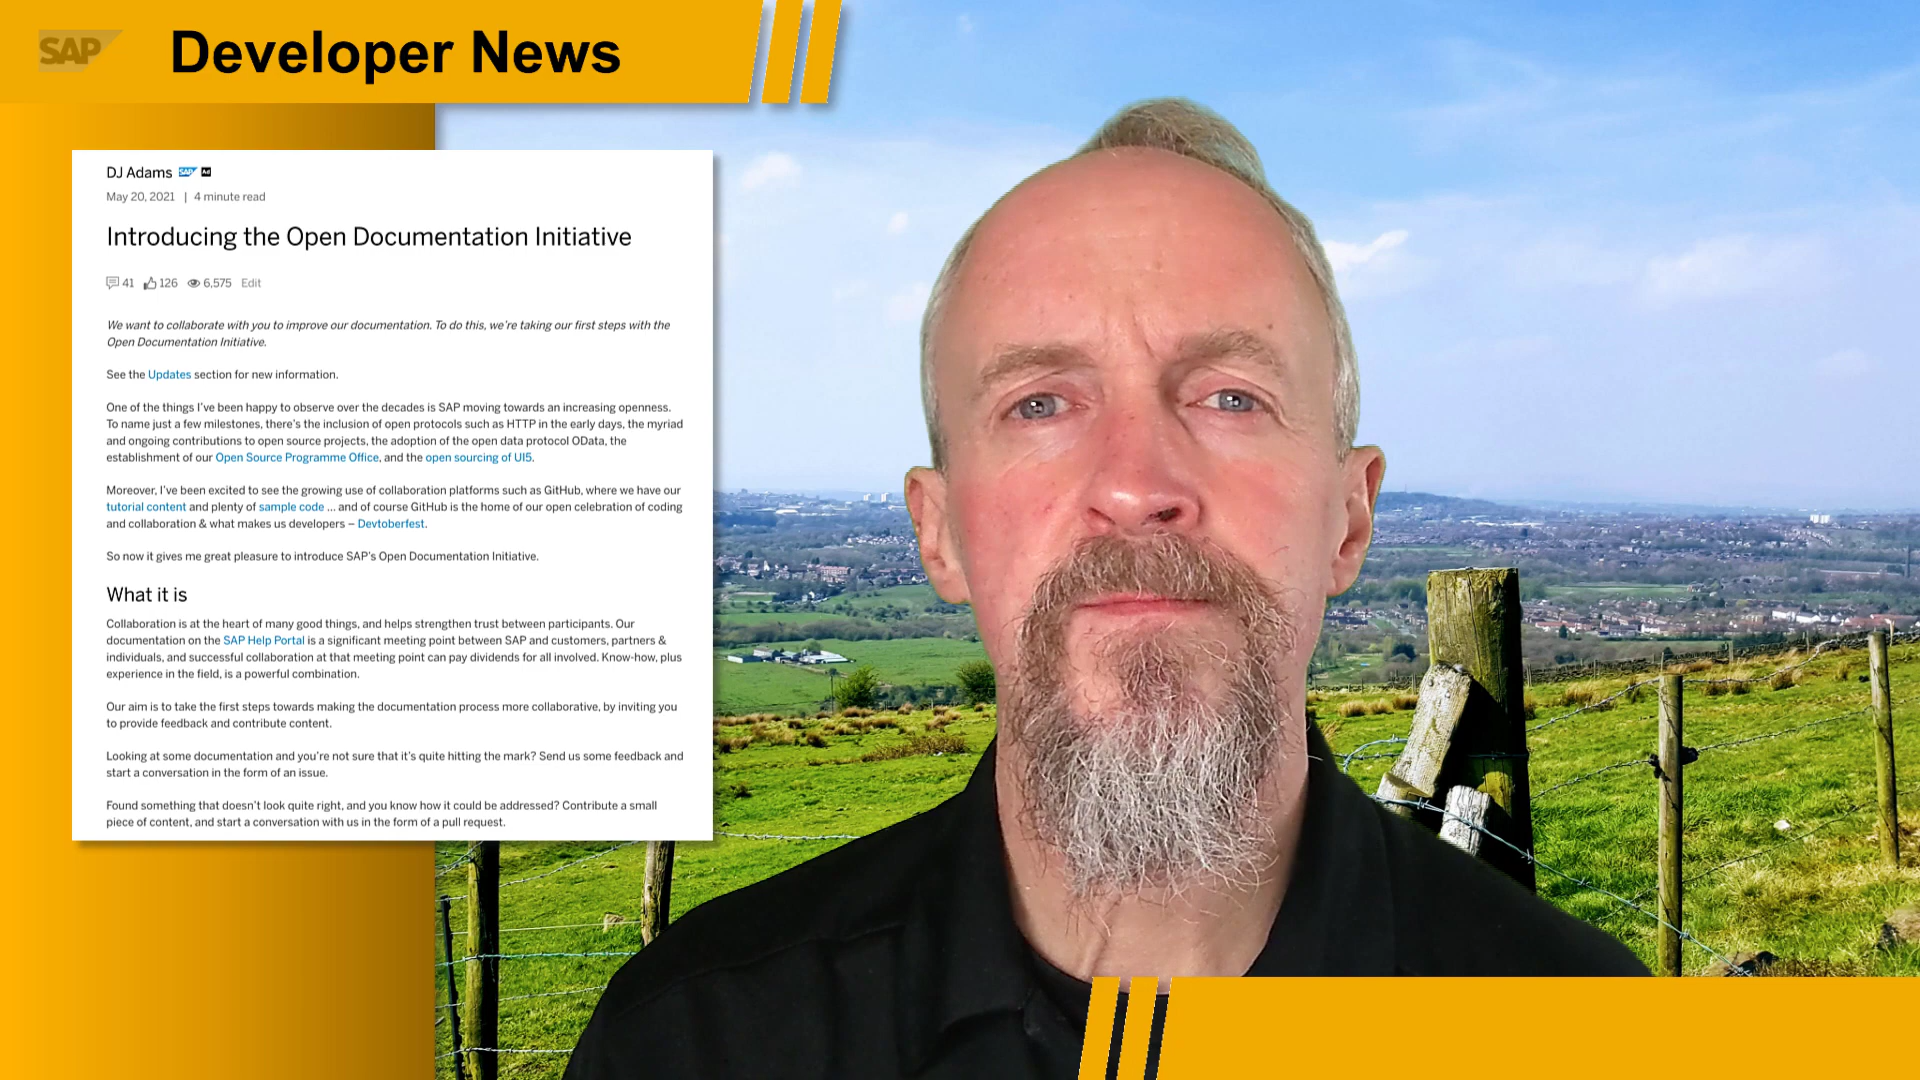 SAP
Developer News
DJ Adams SAP Ad
May 20, 2021 | 4 minute read
Introducing the Open Documentation Initiative
41 126 6,575 Edit
We want to collaborate with you to improve our documentation. To do this, we're taking our first steps with the
Open Documentation Initiative.
See the Updates section for new information.
One of the things I've been happy to observe over the decades is SAP moving towards an increasing openness.
To name just a few milestones, there's the inclusion of open protocols such as HTTP in the early days, the myriad
and ongoing contributions to open source projects, the adoption of the open data protocol OData, the
establishment of our Open Source Programme Office, and the open sourcing of UI5.
Moreover, I've been excited to see the growing use of collaboration platforms such as GitHub, where we have our
tutorial content and plenty of sample code ... and of course GitHub is the home of our open celebration of coding
and collaboration & what makes us developers – Devtoberfest.
So now it gives me great pleasure to introduce SAP's Open Documentation Initiative.
What it is
Collaboration is at the heart of many good things, and helps strengthen trust between participants. Our
documentation on the SAP Help Portal is a significant meeting point between SAP and customers, partners &
individuals, and successful collaboration at that meeting point can pay dividends for all involved. Know-how, plus
experience in the field, is a powerful combination.
Our aim is to take the first steps towards making the documentation process more collaborative, by inviting you
to provide feedback and contribute content.
Looking at some documentation and you're not sure that it's quite hitting the mark? Send us some feedback and
start a conversation in the form of an issue.
Found something that doesn't look quite right, and you know how it could be addressed? Contribute a small
piece of content, and start a conversation with us in the form of a pull request.